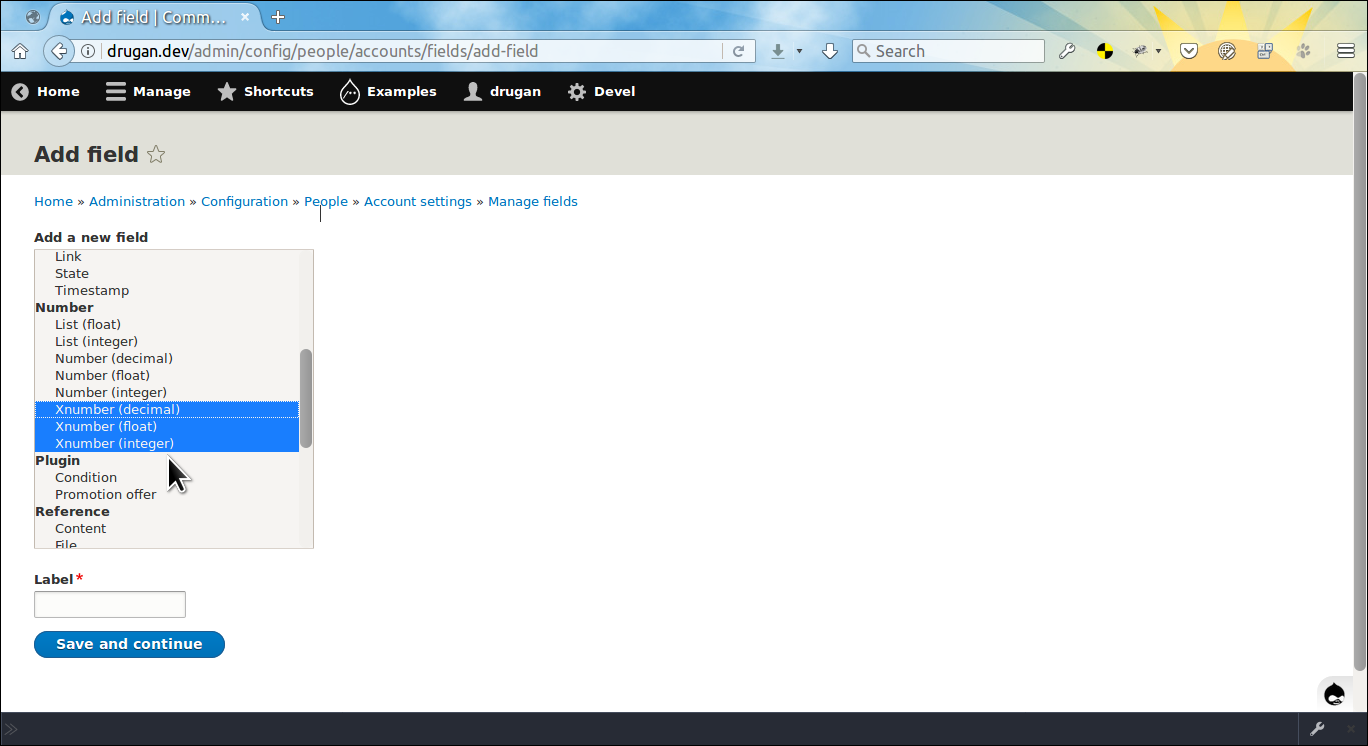 Add field | Comm...
drugan.dev/admin/config/people/accounts/fields/add-field
Search
Home Manage Shortcuts Examples drugan Devel
Add field
Home » Administration » Configuration » People » Account settings » Manage fields
Add a new field
Link
State
Timestamp
Number
List (float)
List (integer)
Number (decimal)
Number (float)
Number (integer)
Xnumber (decimal)
Xnumber (float)
Xnumber (integer)
Plugin
Condition
Promotion offer
Reference
Content
File
Label*
Save and continue